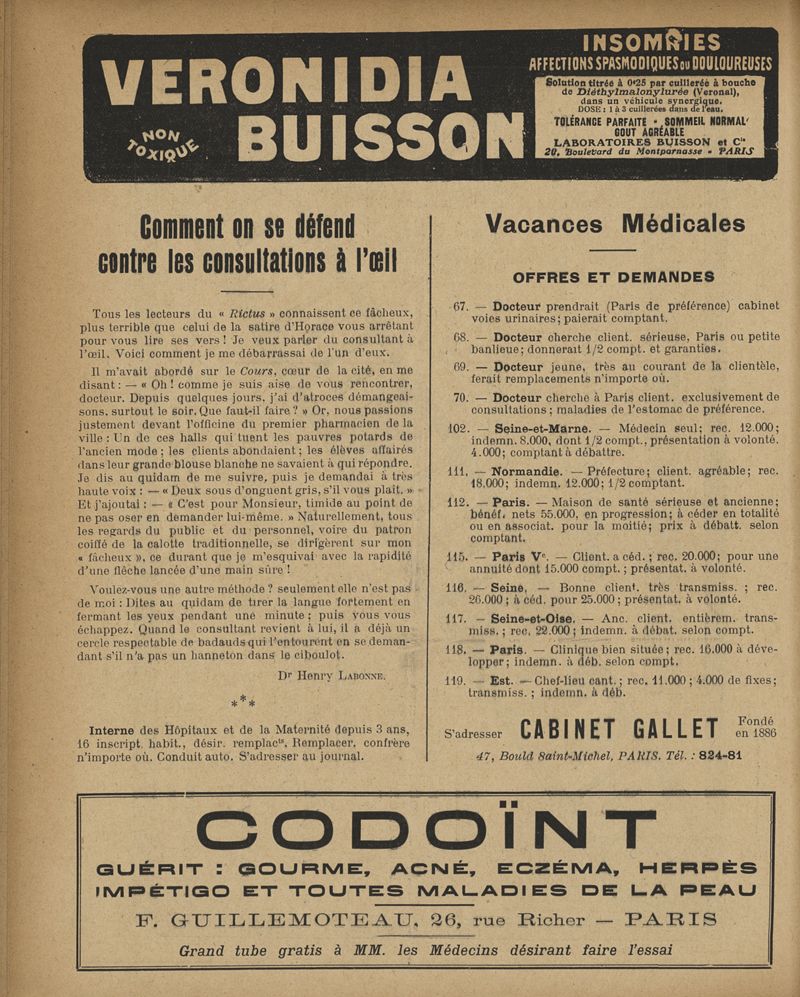 VERONIDIA
BUISSON
NON
TOXIQUE
INSOMNIES
AFFECTIONS SPASMODIQUES OU DOULOUREUSES
Solution titrée à 0g25 par cuillerée à bouche
de Diéthylmalonylurée (Veronal),
dans un véhicule synergique.
DOSE : 1 à 3 cuillerées dans de l'eau.
TOLÉRANCE PARFAITE - SOMMEIL NORMAL
GOUT AGRÉABLE
LABORATOIRES BUISSON et Cie
20, Boulevard du Montparnasse - PARIS
Comment on se défend
contre les consultations à l'œil
Tous les lecteurs du « Rictus » connaissent ce fâcheux,
plus terrible que celui de la satire d'Horace vous arrêtant
pour vous lire ses vers ! Je veux parler du consultant à
l'œil. Voici comment je me débarrassai de l'un d'eux.
Il m'avait abordé sur le Cours, cœur de la cité, en me
disant : — « Oh ! comme je suis aise de vous rencontrer,
docteur. Depuis quelques jours, j'ai d'atroces démangeai-
sons, surtout le soir. Que faut-il faire ? » Or, nous passions
justement devant l'officine du premier pharmacien de la
ville : Un de ces halls qui tuent les pauvres potards de
l'ancien mode ; les clients abondaient ; les élèves affairés
dans leur grande blouse blanche ne savaient à qui répondre.
Je dis au quidam de me suivre, puis je demandai à très
haute voix : — « Deux sous d'onguent gris, s'il vous plaît. »
Et j'ajoutai : — « C'est pour Monsieur, timide au point de
ne pas oser en demander lui-même. » Naturellement, tous
les regards du public et du personnel, voire du patron
coiffé de la calotte traditionnelle, se dirigèrent sur mon
« fâcheux », ce durant que je m'esquivai avec la rapidité
d'une flèche lancée d'une main sûre !
Voulez-vous une autre méthode ? seulement elle n'est pas
de moi : Dites au quidam de tirer la langue fortement en
fermant les yeux pendant une minute ; puis vous vous
échappez. Quand le consultant revient à lui, il a déjà un
cercle respectable de badauds qui l'entourent en se deman-
dant s'il n'a pas un hanneton dans le ciboulot.
Dr Henry LABONNE.
***
Interne des Hôpitaux et de la Maternité depuis 3 ans,
16 inscript. habit., désir. remplacts. Remplacer. confrère
n'importe où. Conduit auto. S'adresser au journal.
Vacances Médicales
OFFRES ET DEMANDES
67. — Docteur prendrait (Paris de préférence) cabinet
voies urinaires ; paierait comptant.
68. — Docteur cherche client. sérieuse, Paris ou petite
banlieue ; donnerait 1/2 compt. et garanties.
69. — Docteur jeune, très au courant de la clientèle,
ferait remplacements n'importe où.
70. — Docteur cherche à Paris client. exclusivement de
consultations ; maladies de l'estomac de préférence.
102. — Seine-et-Marne. — Médecin seul ; rec. 12.000 ;
indemn. 8.000, dont 1/2 compt., présentation à volonté.
4.000 ; comptant à débattre.
111. — Normandie. — Préfecture ; client. agréable ; rec.
18.000 ; indemn. 12.000 ; 1/2 comptant.
112. — Paris. — Maison de santé sérieuse et ancienne ;
bénéf. nets 55.000, en progression ; à céder en totalité
ou en associat. pour la moitié ; prix à débatt. selon
comptant.
115. — Paris Ve. — Client. a céd. ; rec. 20.000 ; pour une
annuité dont 15.000 compt. ; présentat. à volonté.
116. — Seine. — Bonne client. très transmiss. ; rec.
26.000 ; à céd. pour 25.000 ; présentat. à volonté.
117. — Seine-et-Oise. — Anc. client. entièrem. trans-
miss. ; rec. 22.000 ; indemn. à débat. selon compt.
118. — Paris. — Clinique bien située ; rec. 16.000 à déve-
lopper ; indemn. à déb. selon compt.
119. — Est. — Chef-lieu cant. ; rec. 11.000 ; 4.000 de fixes ;
transmiss. ; indemn. à déb.
S'adresser CABINET GALLET Fondé
en 1886
47, Bould Saint-Michel, PARIS. Tél. : 824-81
CODOÏNT
GUÉRIT : GOURME, ACNÉ, ECZÉMA, HERPÈS
IMPÉTIGO ET TOUTES MALADIES DE LA PEAU
F. GUILLEMOTEAU, 26, rue Richer — PARIS
Grand tube gratis à MM. les Médecins désirant faire l'essai